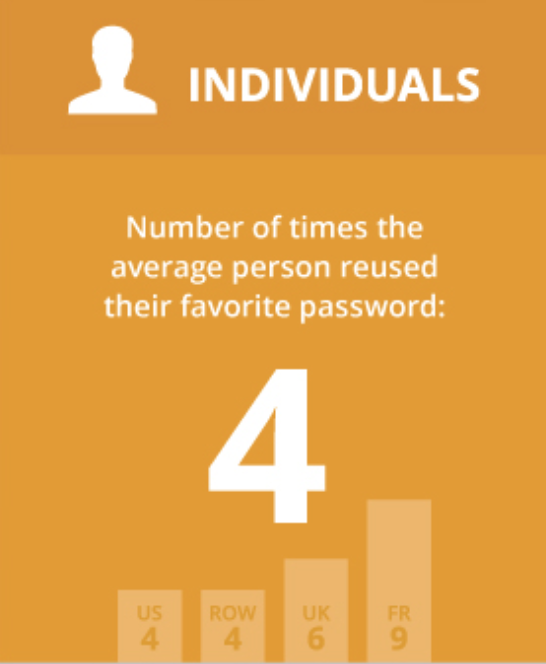 INDIVIDUALS
Number of times the
average person reused
their favorite password:
4
US ROW UK FR
4 4 6 9